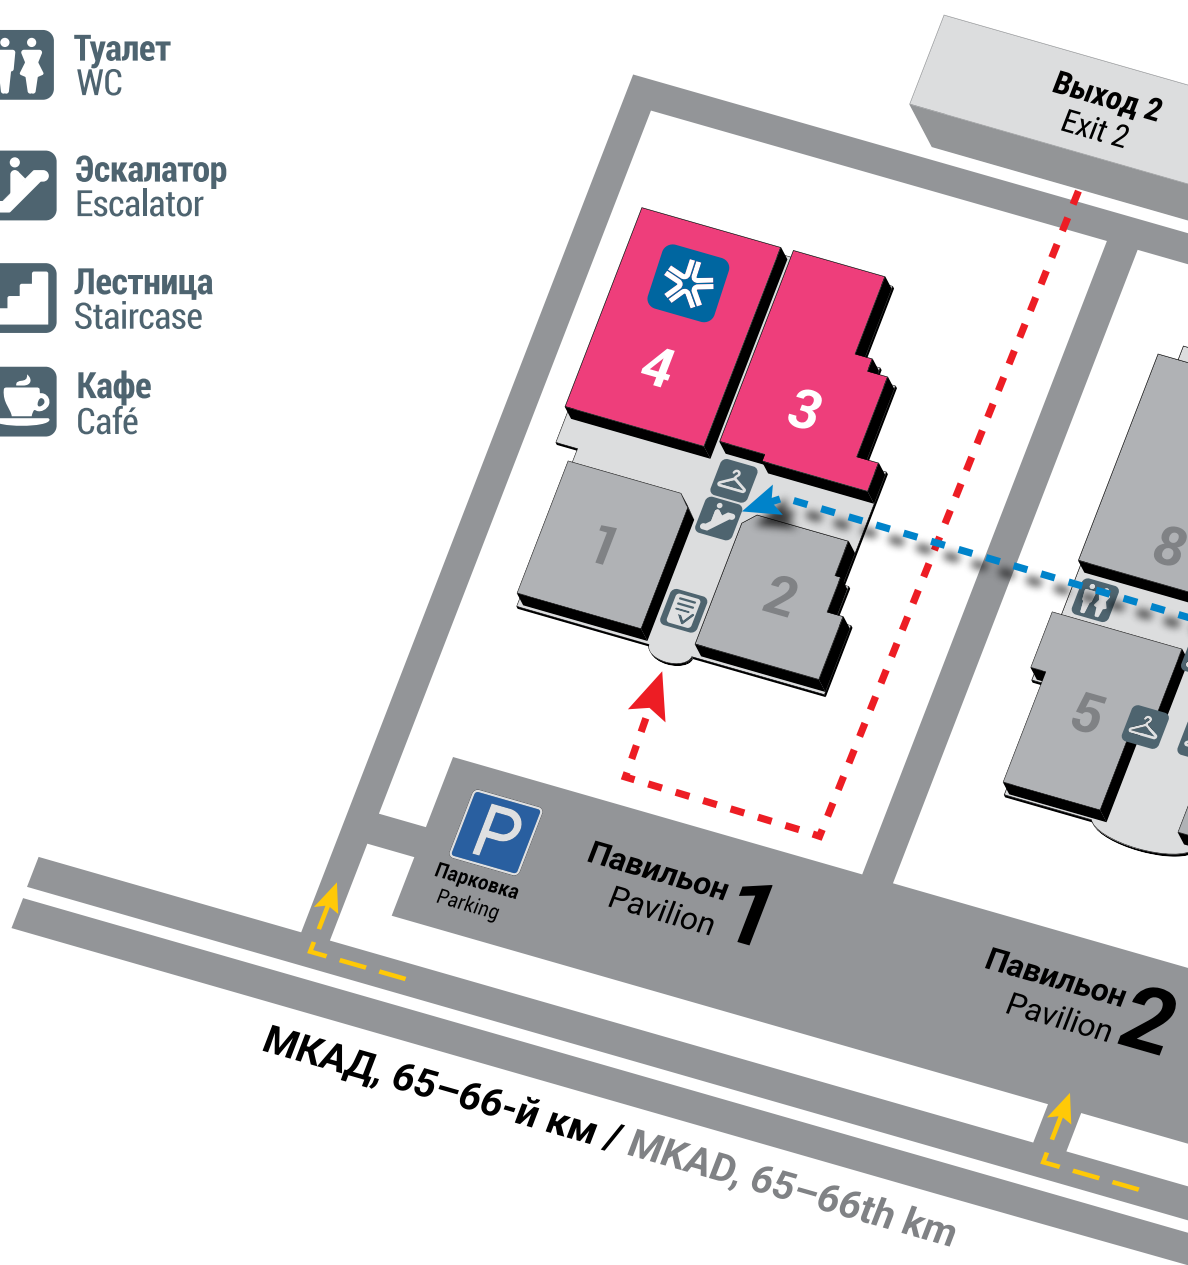 Туалет
WC
Эскалатор
Escalator
Лестница
Staircase
Кафе
Café
Выход 2
Exit 2
4
3
1
2
8
5
P
Парковка
Parking
Павильон 1
Pavilion
Павильон 2
Pavilion
МКАД, 65–66-й км / MKAD, 65–66th km